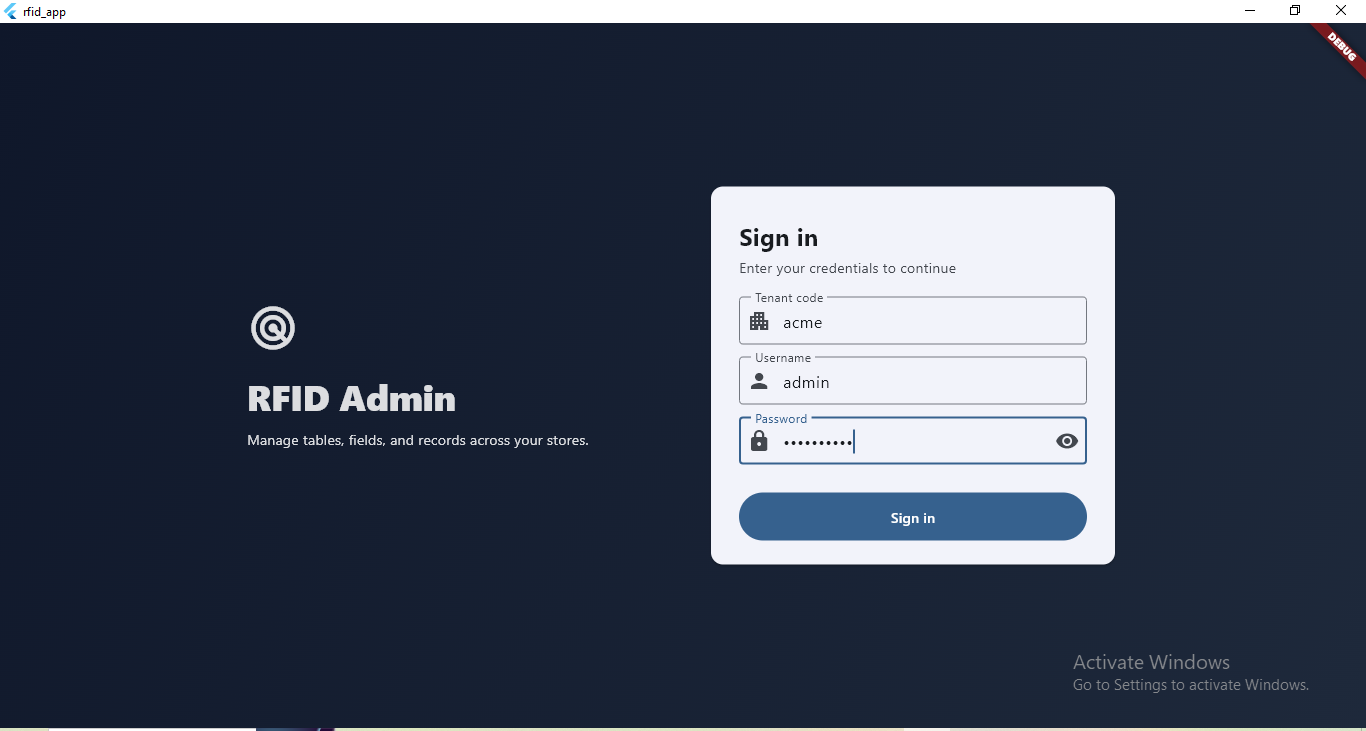 rfid_app
DEBUG
Sign in
Enter your credentials to continue
Tenant code
acme
Username
admin
Password
••••••••••
Sign in
RFID Admin
Manage tables, fields, and records across your stores.
Activate Windows
Go to Settings to activate Windows.